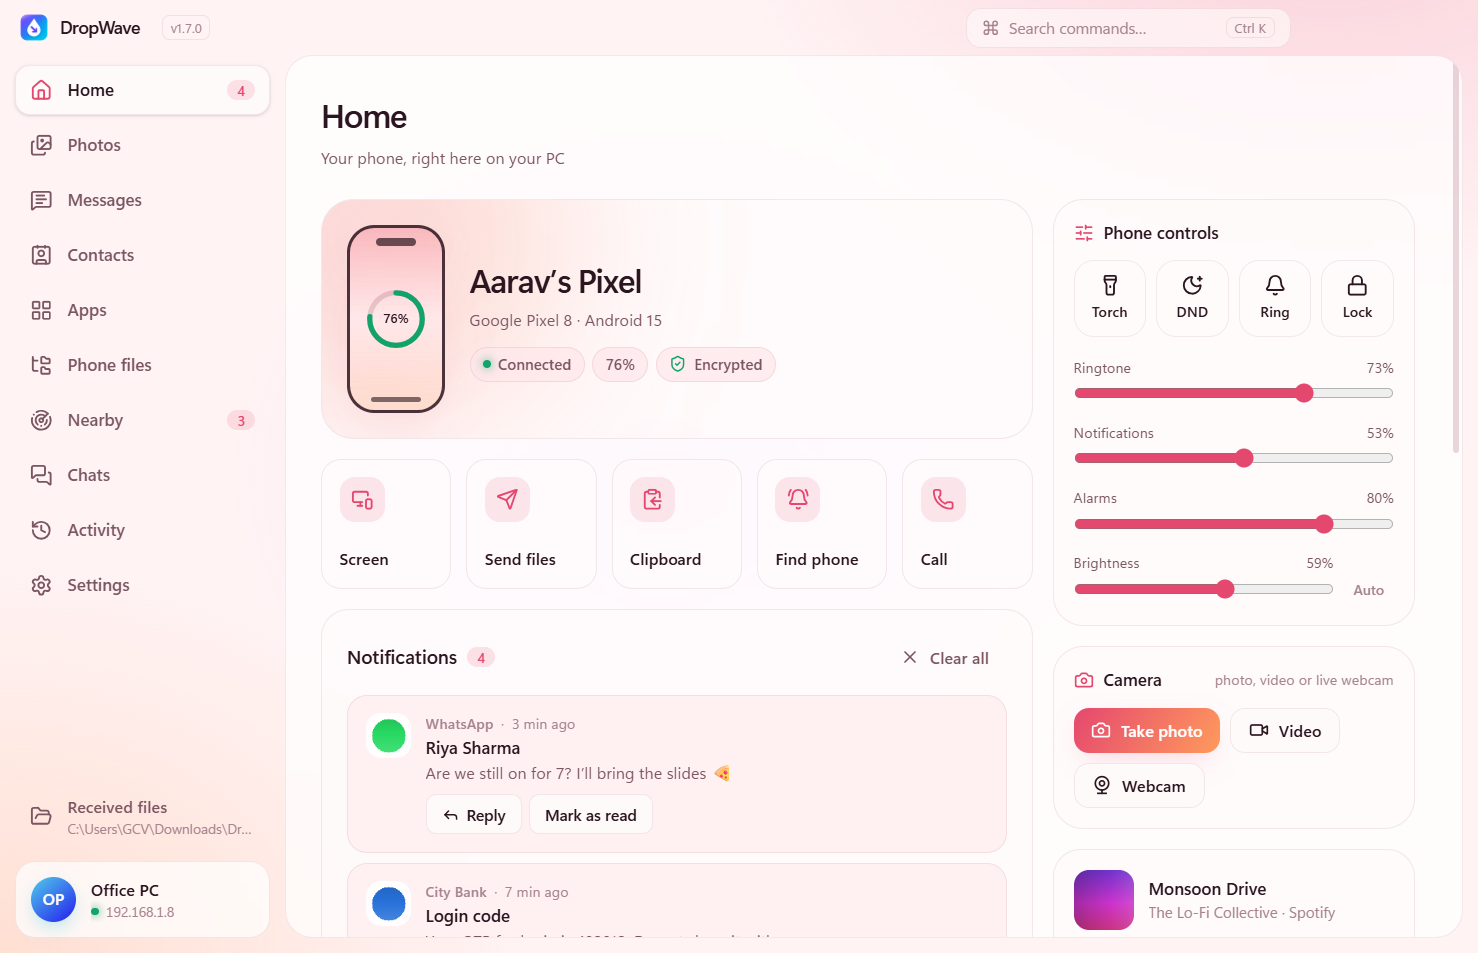 DropWave
v1.7.0
Search commands...
Ctrl K
Home
4
Photos
Messages
Contacts
Apps
Phone files
Nearby
3
Chats
Activity
Settings
Received files
C:\Users\GCV\Downloads\Dr...
OP
Office PC
192.168.1.8
Home
Your phone, right here on your PC
76%
Aarav's Pixel
Google Pixel 8 · Android 15
Connected
76%
Encrypted
Screen
Send files
Clipboard
Find phone
Call
Notifications
4
Clear all
WhatsApp · 3 min ago
Riya Sharma
Are we still on for 7? I'll bring the slides 🍕
Reply
Mark as read
City Bank · 7 min ago
Login code
Phone controls
Torch
DND
Ring
Lock
Ringtone
73%
Notifications
53%
Alarms
80%
Brightness
59%
Auto
Camera
photo, video or live webcam
Take photo
Video
Webcam
Monsoon Drive
The Lo-Fi Collective · Spotify